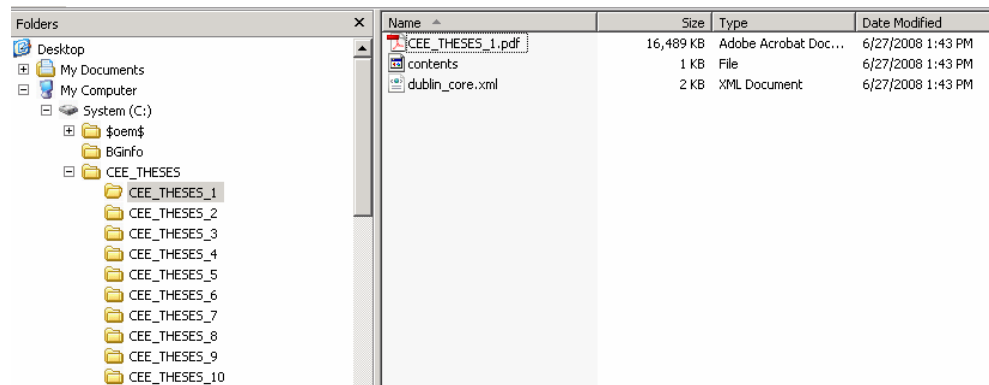 Folders
Desktop
My Documents
My Computer
System (C:)
$oem$
BGinfo
CEE_THESES
CEE_THESES_1
CEE_THESES_2
CEE_THESES_3
CEE_THESES_4
CEE_THESES_5
CEE_THESES_6
CEE_THESES_7
CEE_THESES_8
CEE_THESES_9
CEE_THESES_10
Name Size Type Date Modified
CEE_THESES_1.pdf 16,489 KB Adobe Acrobat Doc... 6/27/2008 1:43 PM
contents 1 KB File 6/27/2008 1:43 PM
dublin_core.xml 2 KB XML Document 6/27/2008 1:43 PM